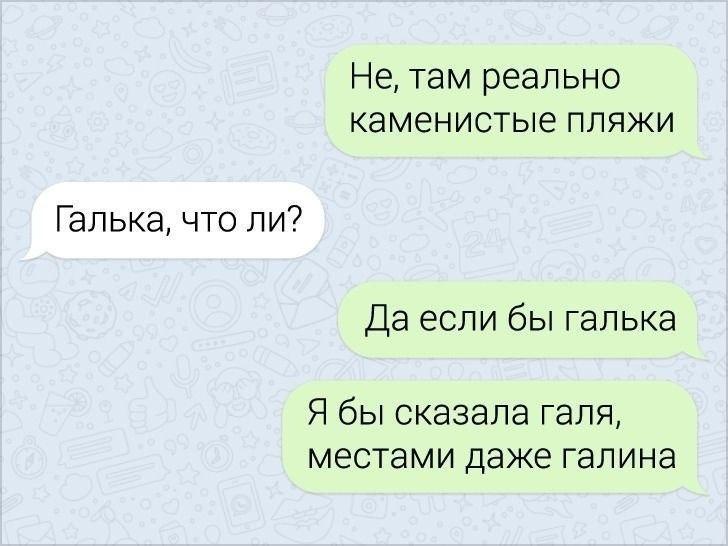 Не, там реально
каменистые пляжи
Галька, что ли?
Да если бы галька
Я бы сказала галя,
местами даже галина